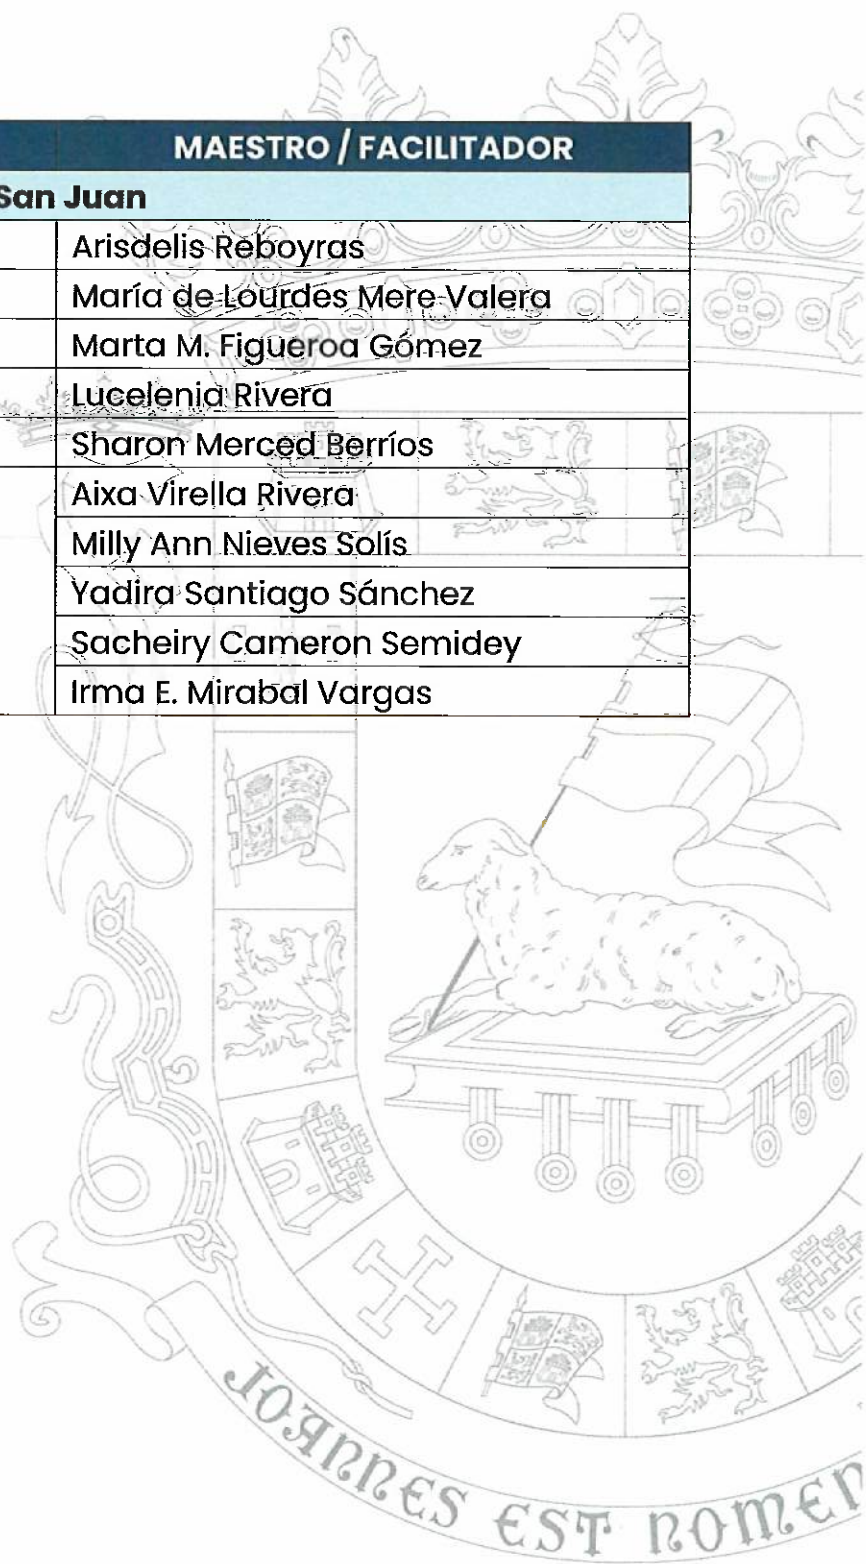 MAESTRO / FACILITADOR
San Juan
Arisdelis Reboyras
María de Lourdes Mere Valera
Marta M. Figueroa Gómez
Lucelenia Rivera
Sharon Merced Berríos
Aixa Virella Rivera
Milly Ann Nieves Solís
Yadira Santiago Sánchez
Sacheiry Cameron Semidey
Irma E. Mirabal Vargas
JOANNES EST NOMEN